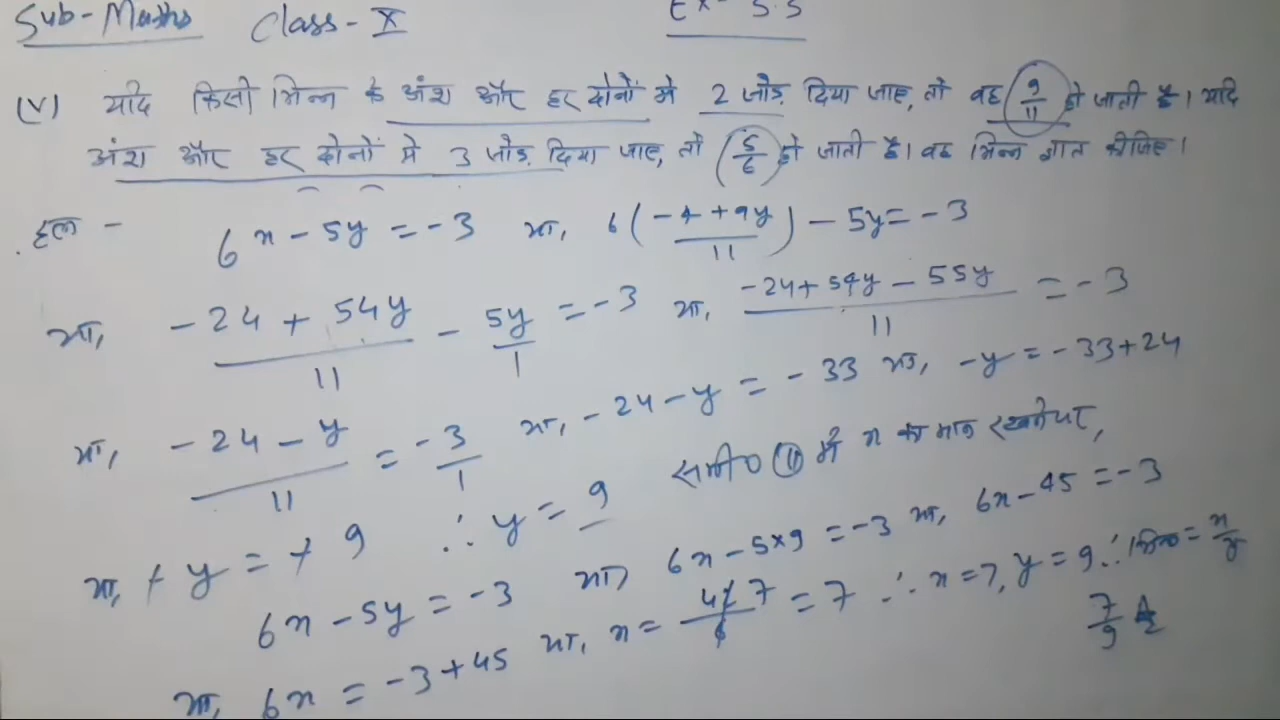 Sub- Maths Class- X Ex- 3.3
(v) यदि किसी भिन्न के अंश और हर दोनों में 2 जोड़ दिया जाए, तो वह 9/11 हो जाती है। यदि
अंश और हर दोनों में 3 जोड़ दिया जाए, तो 5/6 हो जाती है। वह भिन्न ज्ञात कीजिए।
हल - 6x - 5y = -3 या, 6(-4+9y/11) - 5y = -3
या, -24 + 54y/11 - 5y/1 = -3 या, -24+54y-55y/11 = -3
या, -24-y/11 = -3/1 या, -24-y = -33 या, -y = -33+24
या, +y = +9 ∴ y = 9 समी० (ii) में x का मान रखने पर,
6x - 5y = -3 या, 6x - 5×9 = -3 या, 6x - 45 = -3
या, 6x = -3+45 या, x = 42/6 7 = 7 ∴ x=7, y=9 ∴ भिन्न = x/y
7/9 A